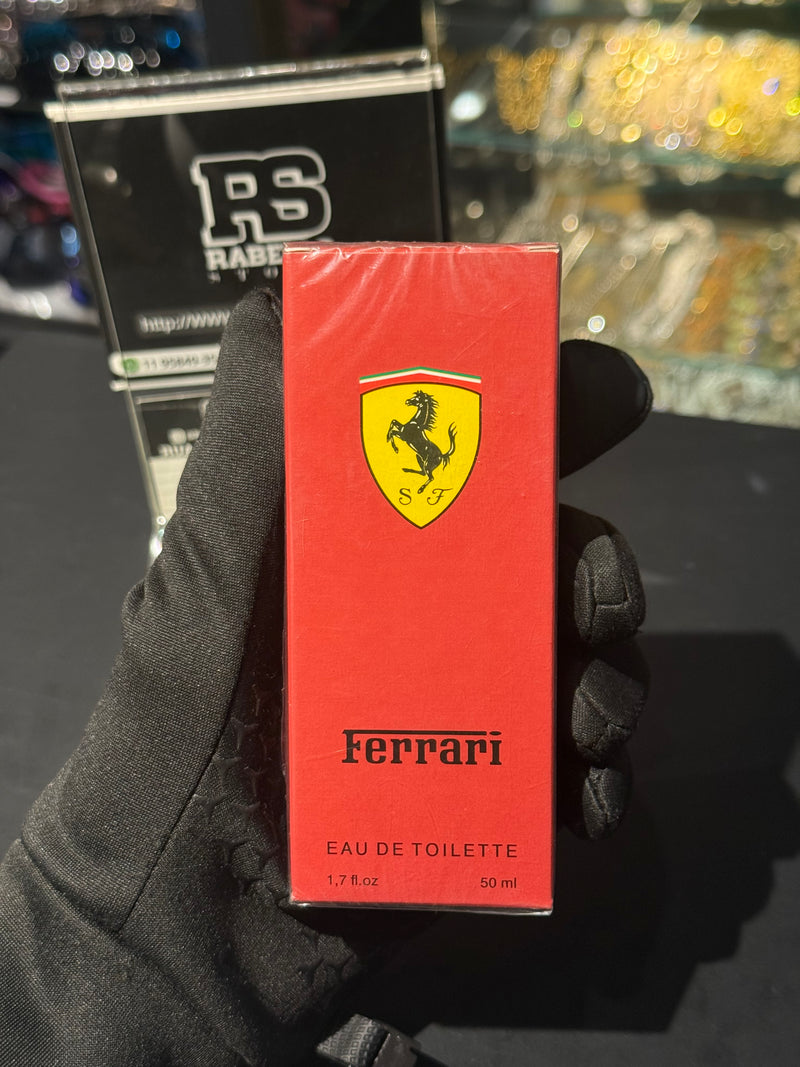 RS
http://WWW
S F
Ferrari
EAU DE TOILETTE
1,7 fl.oz 50 ml